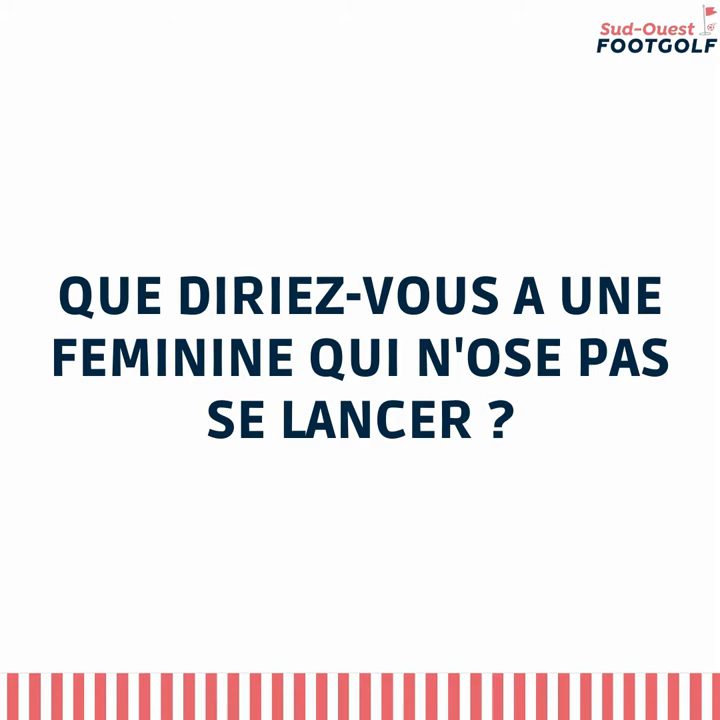 Sud-Ouest
FOOTGOLF
QUE DIRIEZ-VOUS A UNE
FEMININE QUI N'OSE PAS
SE LANCER ?